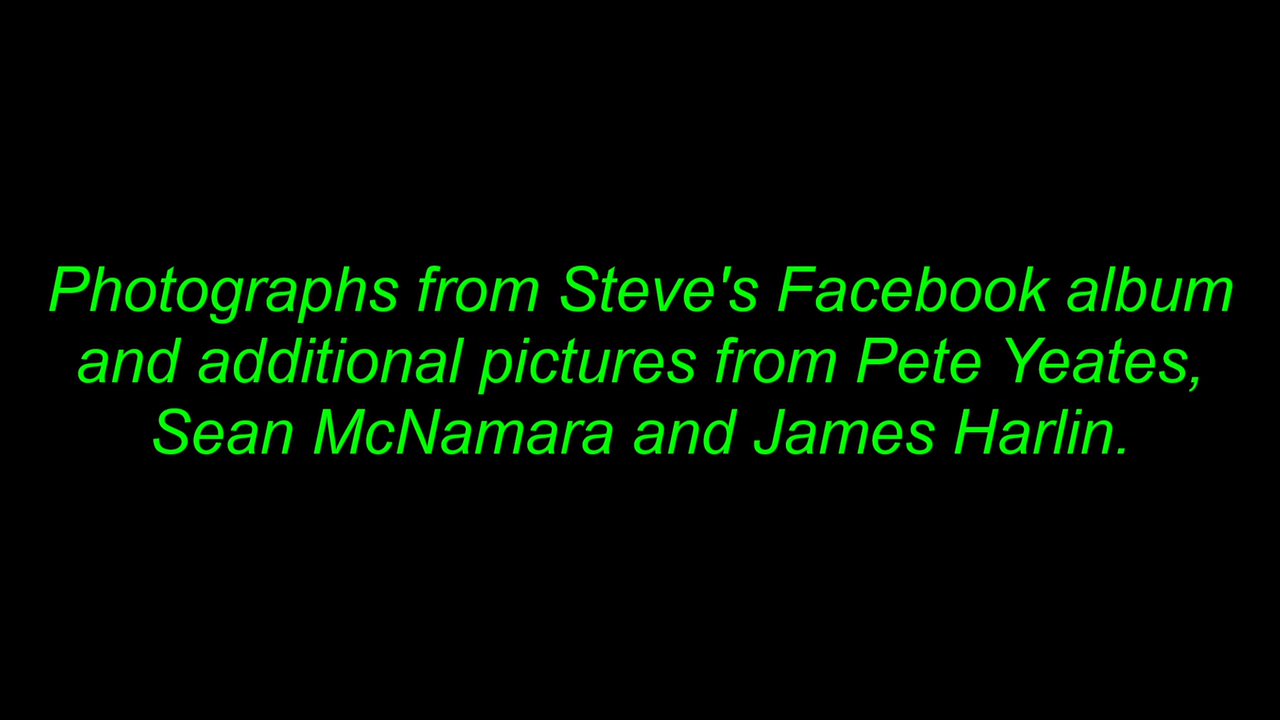 Photographs from Steve's Facebook album
and additional pictures from Pete Yeates,
Sean McNamara and James Harlin.